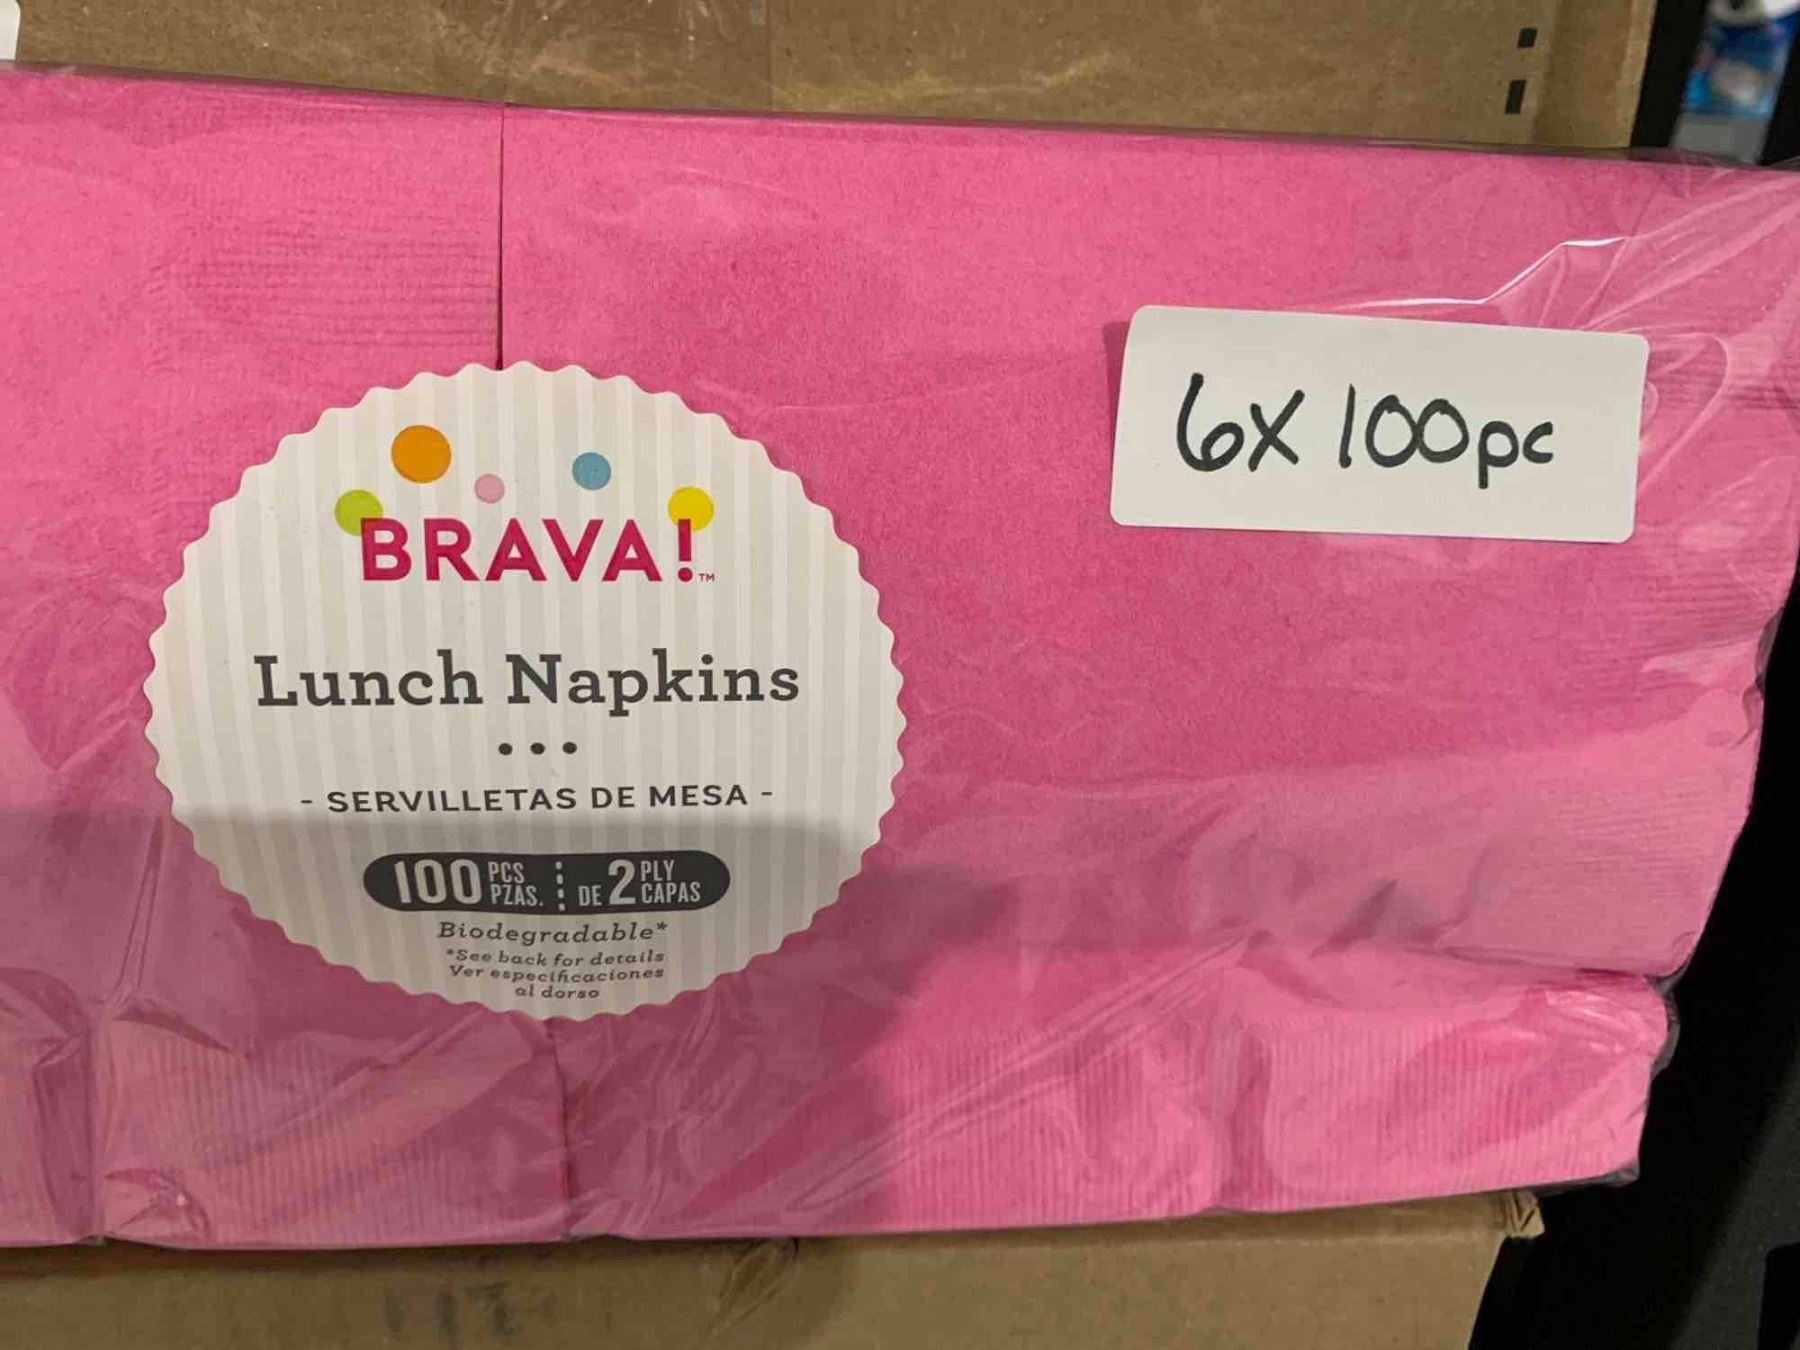 BRAVA!™
Lunch Napkins
- SERVILLETAS DE MESA -
100 PCS PZAS. DE 2 PLY CAPAS
Biodegradable*
*See back for details
Ver especificaciones
al dorso
6X 100pc